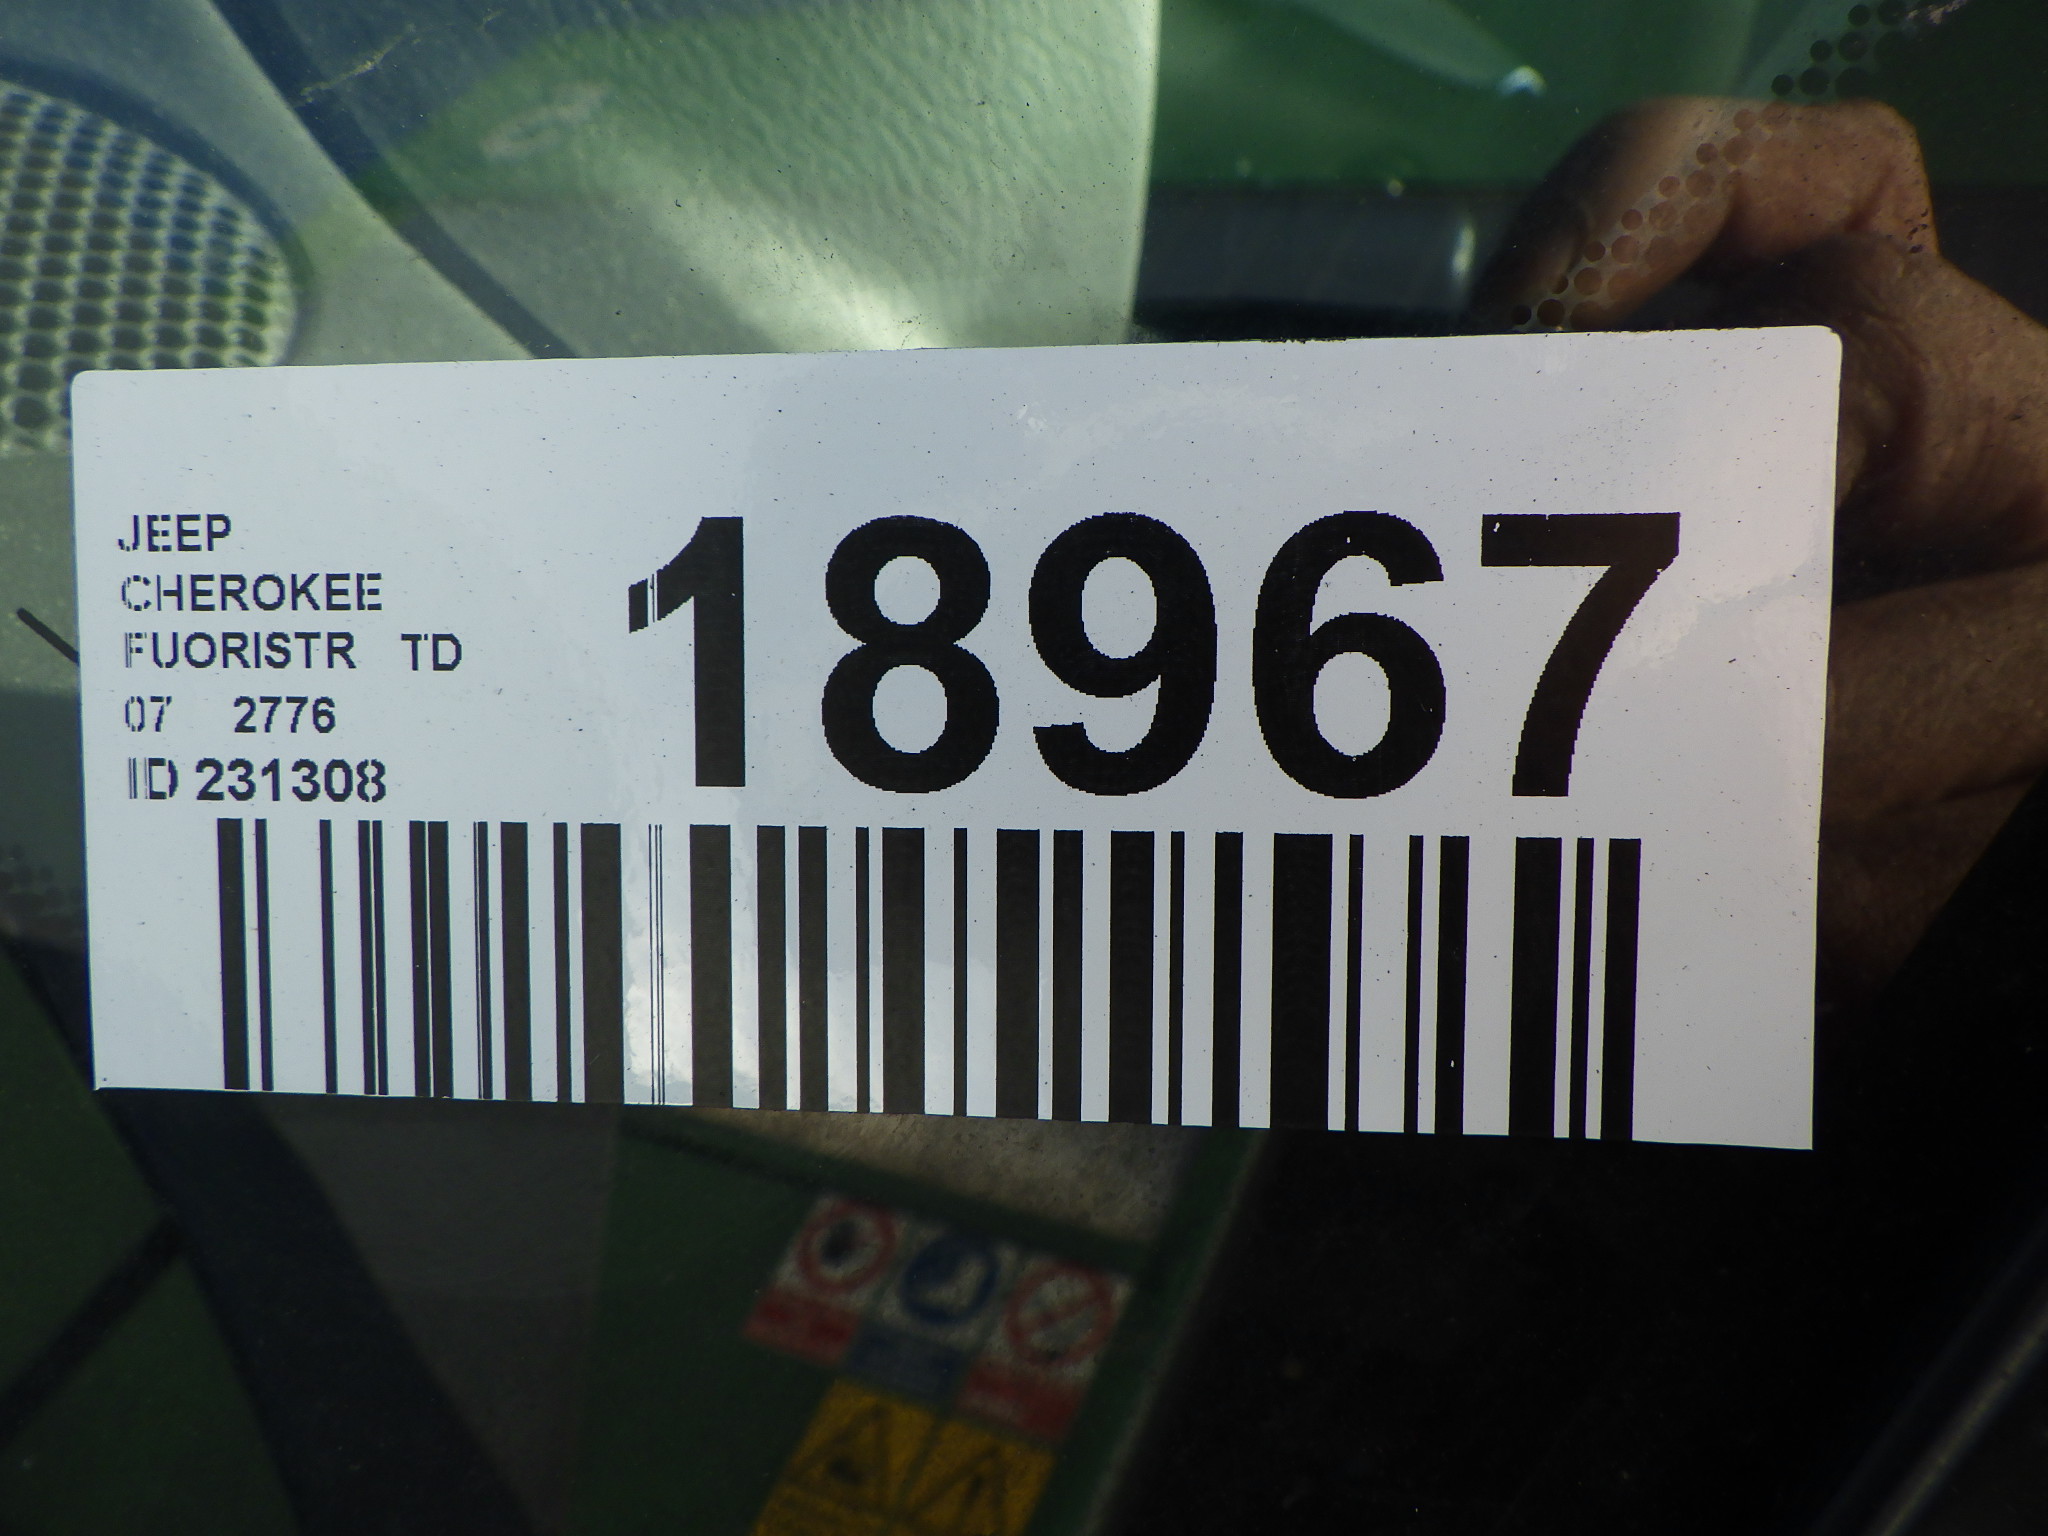 JEEP
CHEROKEE
FUORISTR TD
07 2776
ID 231308
18967